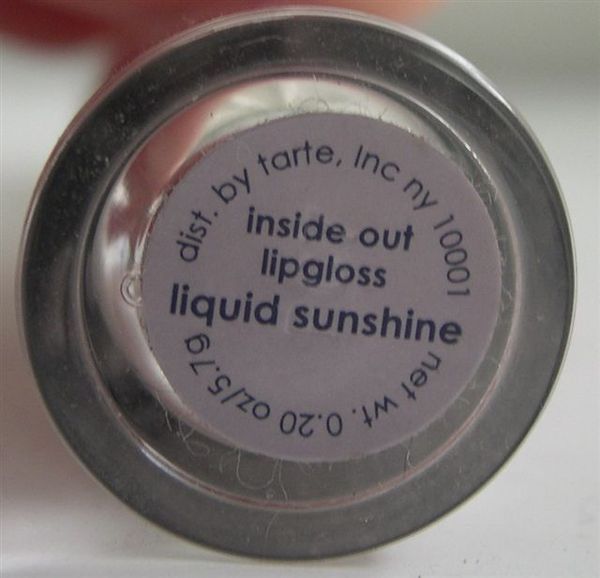 dist. by tarte, Inc ny 10001
inside out
lipgloss
liquid sunshine
net wt. 0.20 oz/5.7g